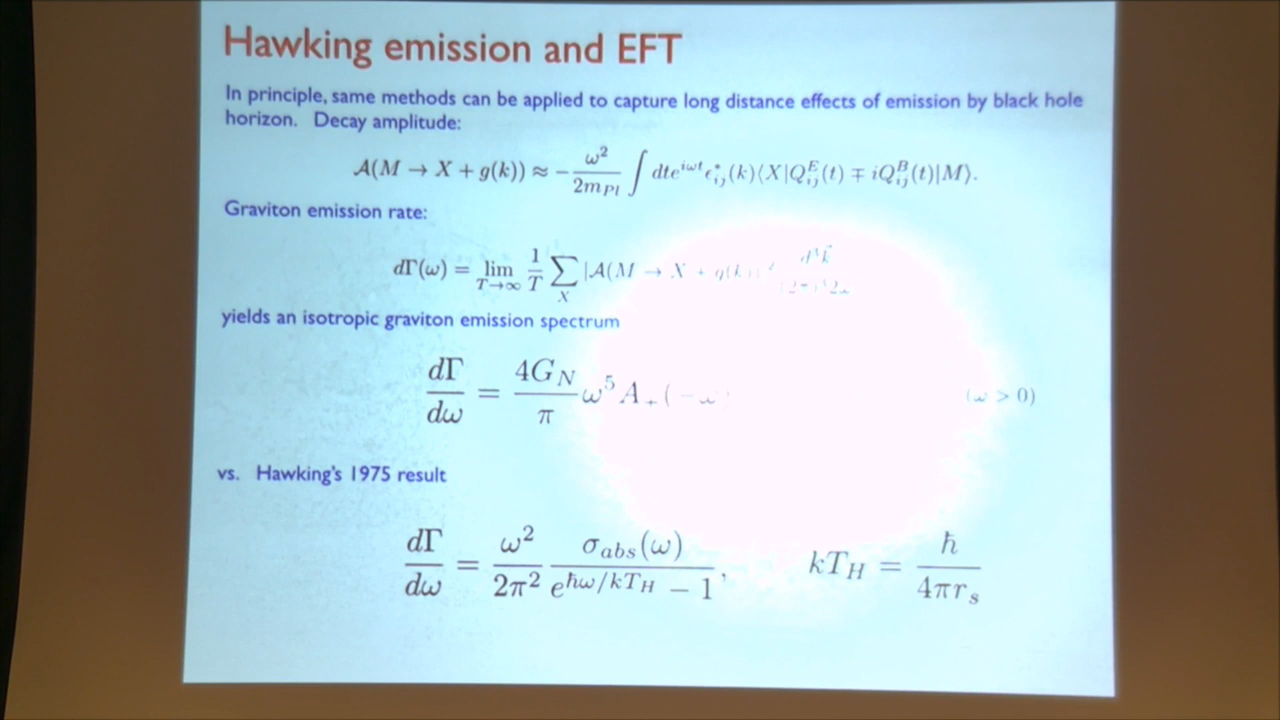 Hawking emission and EFT
In principle, same methods can be applied to capture long distance effects of emission by black hole
horizon. Decay amplitude:
A(M → X + g(k)) ≈ −ω²/2m_Pl ∫ dte^{iωt} ε*_{ij}(k)⟨X|Q^E_{ij}(t) ∓ iQ^B_{ij}(t)|M⟩.
Graviton emission rate:
dΓ(ω) = lim_{T→∞} 1/T Σ_X |A(M → X + g(k))
yields an isotropic graviton emission spectrum
dΓ/dω = 4G_N/π ω⁵ A₊(−ω) (ω > 0)
vs. Hawking's 1975 result
dΓ/dω = ω²/2π² σ_abs(ω)/e^{ħω/kT_H} − 1, kT_H = ħ/4πr_s